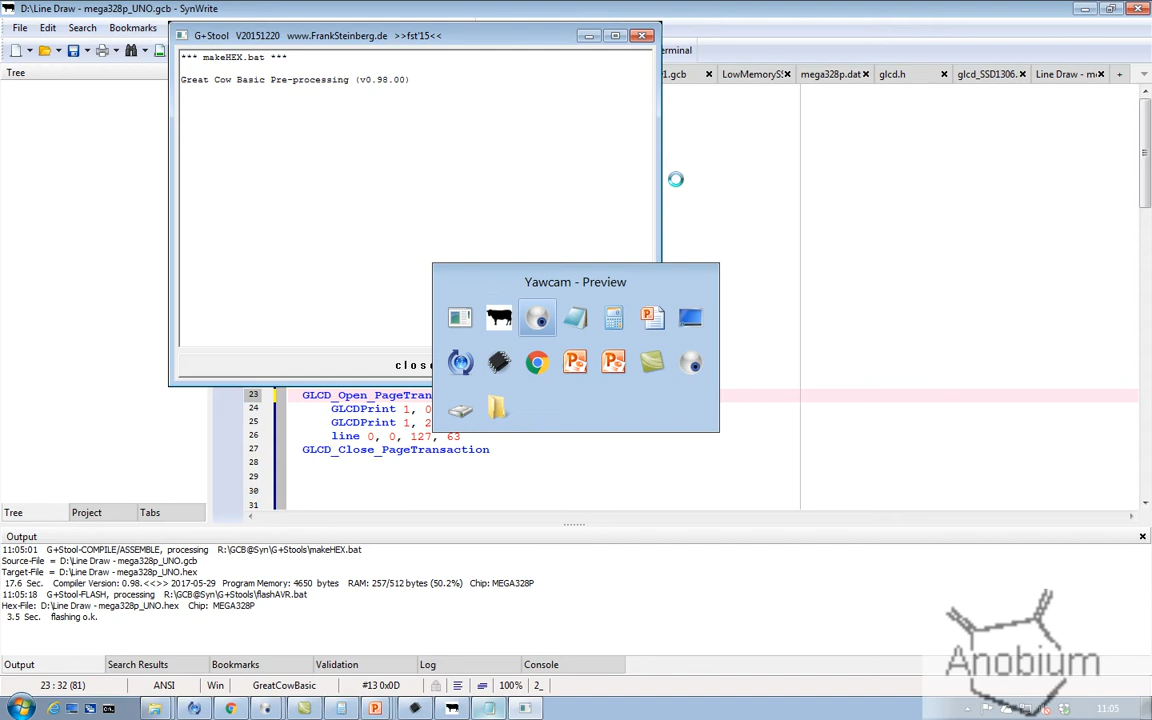 D:\Line Draw - mega328p_UNO.gcb - SynWrite
File Edit Search Bookmarks
G+Stool V20151220 www.FrankSteinberg.de >>fst'15<<
*** makeHEX.bat ***
Great Cow Basic Pre-processing (v0.98.00)
erminal
Tree
1.gcb LowMemoryS! mega328p.dat glcd.h glcd_SSD1306. Line Draw - m +
Yawcam - Preview
clos
23 GLCD_Open_PageTran
24 GLCDPrint 1, 0
25 GLCDPrint 1, 2
26 line 0, 0, 127, 63
27 GLCD_Close_PageTransaction
28
29
30
31
Tree Project Tabs
Output
11:05:01 G+Stool-COMPILE/ASSEMBLE, processing R:\GCB@Syn\G+Stools\makeHEX.bat
Source-File = D:\Line Draw - mega328p_UNO.gcb
Target-File = D:\Line Draw - mega328p_UNO.hex
17.6 Sec. Compiler Version: 0.98.<<>> 2017-05-29 Program Memory: 4650 bytes RAM: 257/512 bytes (50.2%) Chip: MEGA328P
11:05:18 G+Stool-FLASH, processing R:\GCB@Syn\G+Stools\flashAVR.bat
Hex-File: D:\Line Draw - mega328p_UNO.hex Chip: MEGA328P
3.5 Sec. flashing o.k.
Anobium
Output Search Results Bookmarks Validation Log Console
23 : 32 (81) ANSI Win GreatCowBasic #13 0x0D 100% 2_
11:05